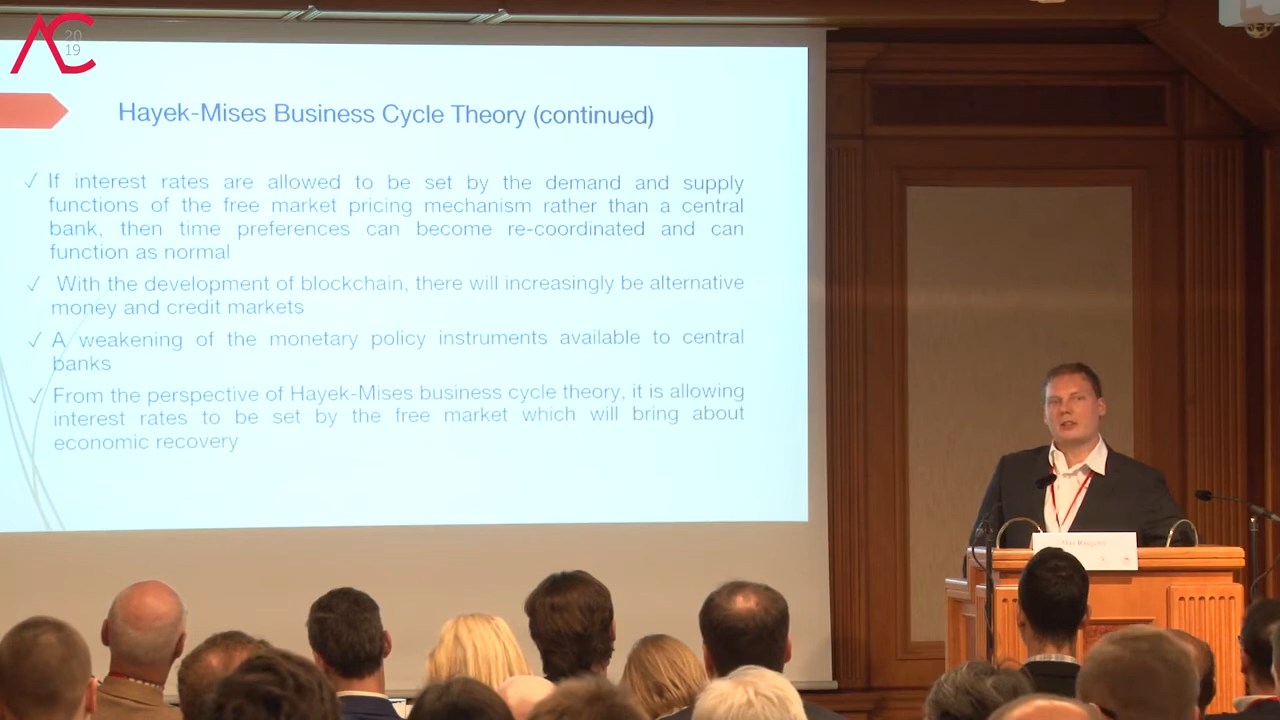 AC
20
19
Hayek-Mises Business Cycle Theory (continued)
✓ If interest rates are allowed to be set by the demand and supply
functions of the free market pricing mechanism rather than a central
bank, then time preferences can become re-coordinated and can
function as normal
✓ With the development of blockchain, there will increasingly be alternative
money and credit markets
✓ A weakening of the monetary policy instruments available to central
banks
✓ From the perspective of Hayek-Mises business cycle theory, it is allowing
interest rates to be set by the free market which will bring about
economic recovery